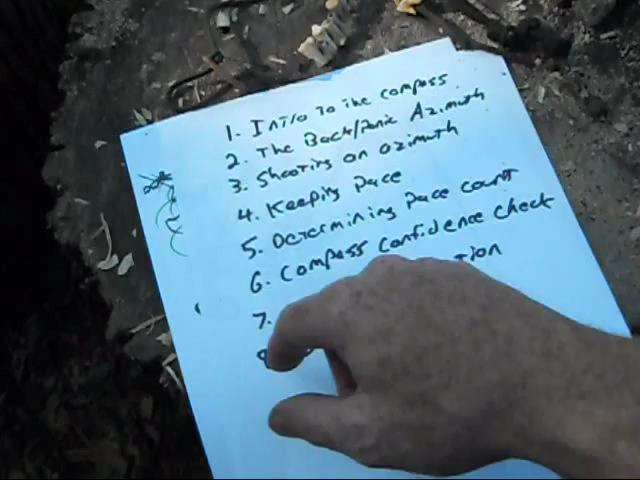 1. Intro to the compass
2. The Back/Panic Azimuth
3. Shooting an azimuth
4. Keeping pace
5. Determining pace count
6. Compass confidence check
7.